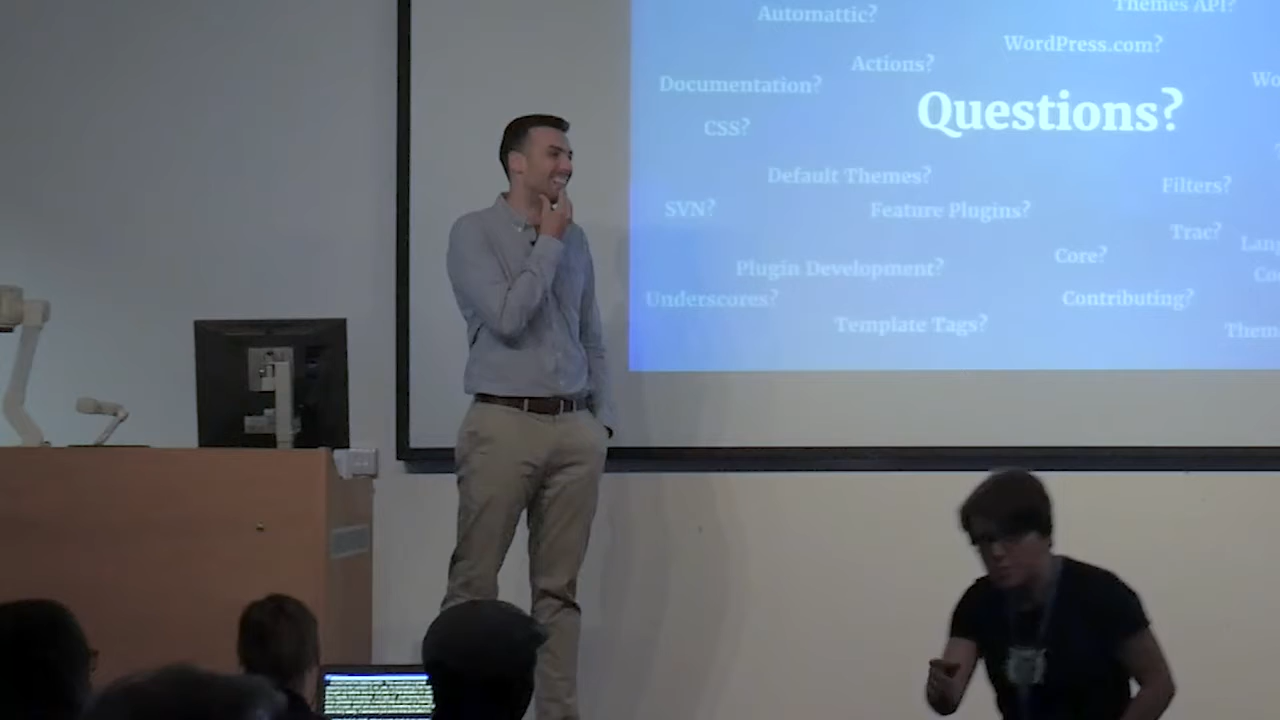 Themes API?
Automattic?
WordPress.com?
Actions?
Documentation?
Questions?
CSS?
Default Themes?
Filters?
SVN?
Feature Plugins?
Trac?
Core?
Plugin Development?
Underscores?
Contributing?
Template Tags?